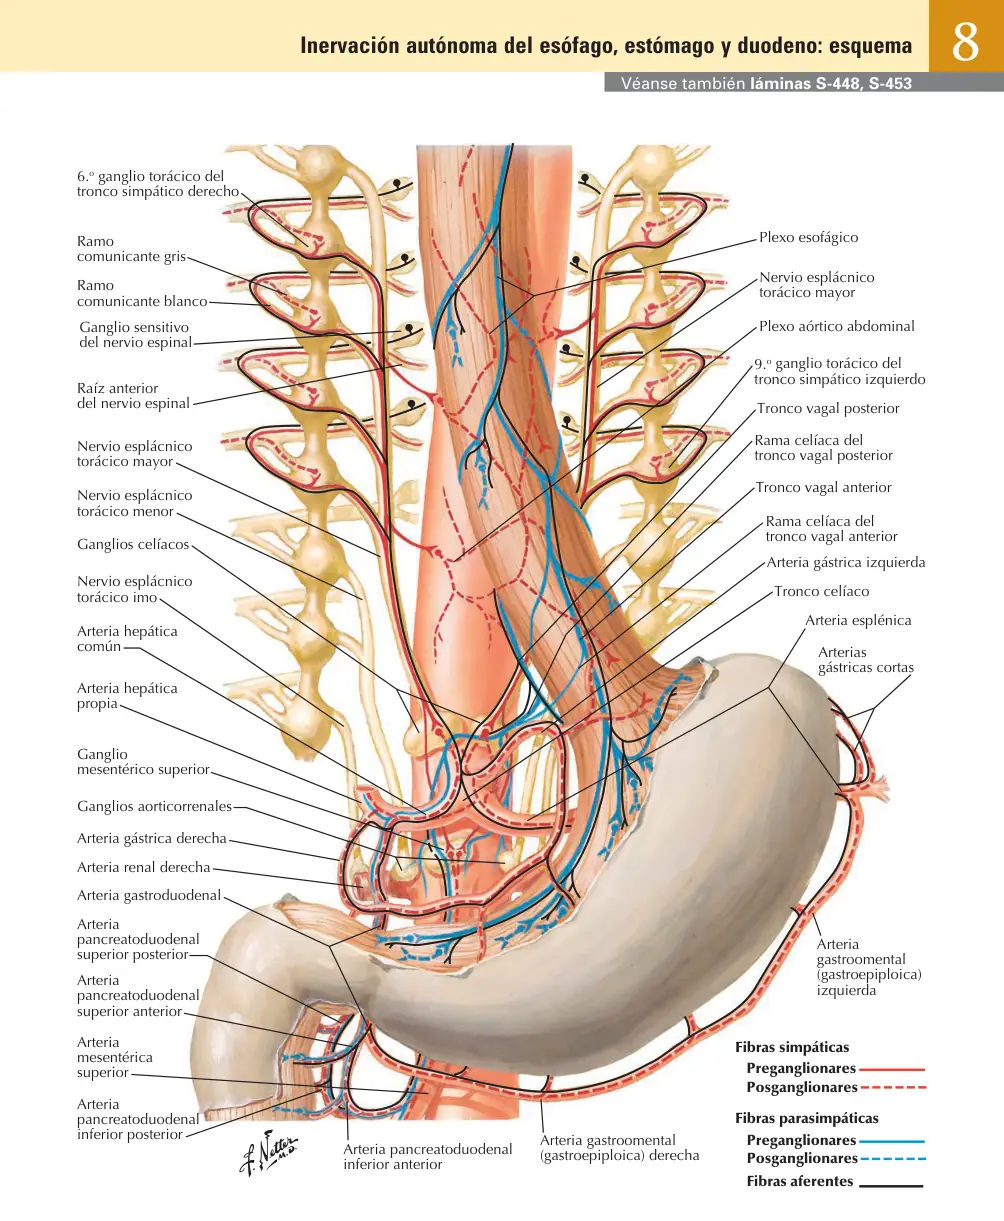 Inervación autónoma del esófago, estómago y duodeno: esquema
8
Véanse también láminas S-448, S-453
6.º ganglio torácico del
tronco simpático derecho
Ramo
comunicante gris
Ramo
comunicante blanco
Ganglio sensitivo
del nervio espinal
Raíz anterior
del nervio espinal
Nervio esplácnico
torácico mayor
Nervio esplácnico
torácico menor
Ganglios celíacos
Nervio esplácnico
torácico imo
Arteria hepática
común
Arteria hepática
propia
Ganglio
mesentérico superior
Ganglios aorticorrenales
Arteria gástrica derecha
Arteria renal derecha
Arteria gastroduodenal
Arteria
pancreatoduodenal
superior posterior
Arteria
pancreatoduodenal
superior anterior
Arteria
mesentérica
superior
Arteria
pancreatoduodenal
inferior posterior
Plexo esofágico
Nervio esplácnico
torácico mayor
Plexo aórtico abdominal
9.º ganglio torácico del
tronco simpático izquierdo
Tronco vagal posterior
Rama celíaca del
tronco vagal posterior
Tronco vagal anterior
Rama celíaca del
tronco vagal anterior
Arteria gástrica izquierda
Tronco celíaco
Arteria esplénica
Arterias
gástricas cortas
Arteria
gastroomental
(gastroepiploica)
izquierda
F. Netter
M.D.
Arteria pancreatoduodenal
inferior anterior
Arteria gastroomental
(gastroepiploica) derecha
Fibras simpáticas
Preganglionares
Posganglionares
Fibras parasimpáticas
Preganglionares
Posganglionares
Fibras aferentes